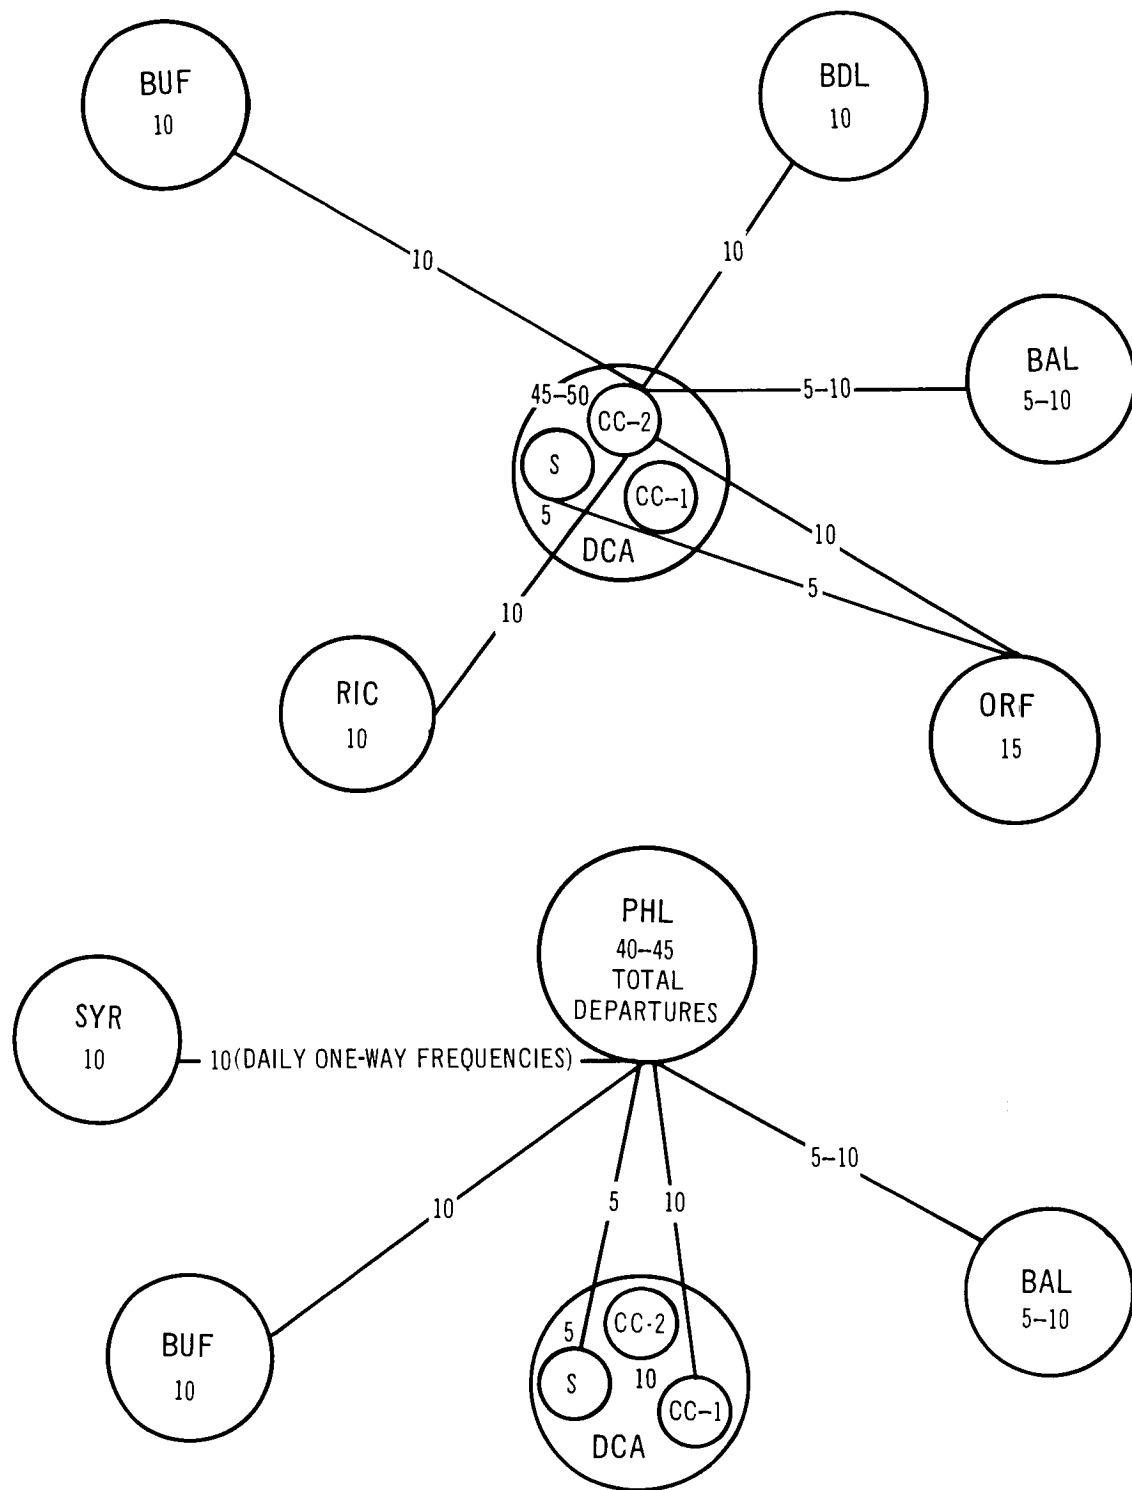 BUF
10
BDL
10
10
10
BAL
5–10
5–10
45–50
CC–2
S
CC–1
5
DCA
10
5
10
RIC
10
ORF
15
PHL
40–45
TOTAL
DEPARTURES
SYR
10
10(DAILY ONE-WAY FREQUENCIES)
5–10
5
10
10
BAL
5–10
BUF
10
5
CC-2
10
S
CC–1
DCA